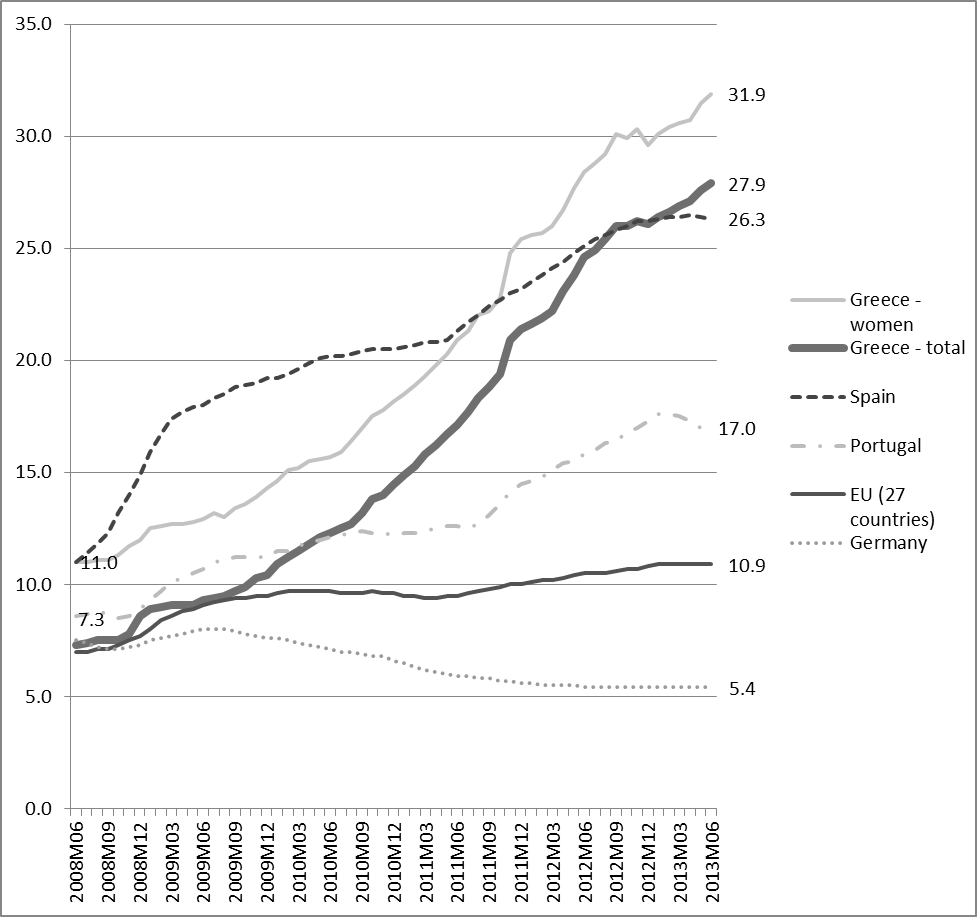 35.0
30.0
25.0
20.0
15.0
10.0
5.0
0.0
31.9
27.9
26.3
17.0
10.9
5.4
11.0
7.3
2008M06
2008M09
2008M12
2009M03
2009M06
2009M09
2009M12
2010M03
2010M06
2010M09
2010M12
2011M03
2011M06
2011M09
2011M12
2012M03
2012M06
2012M09
2012M12
2013M03
2013M06
Greece -
women
Greece - total
Spain
Portugal
EU (27
countries)
Germany